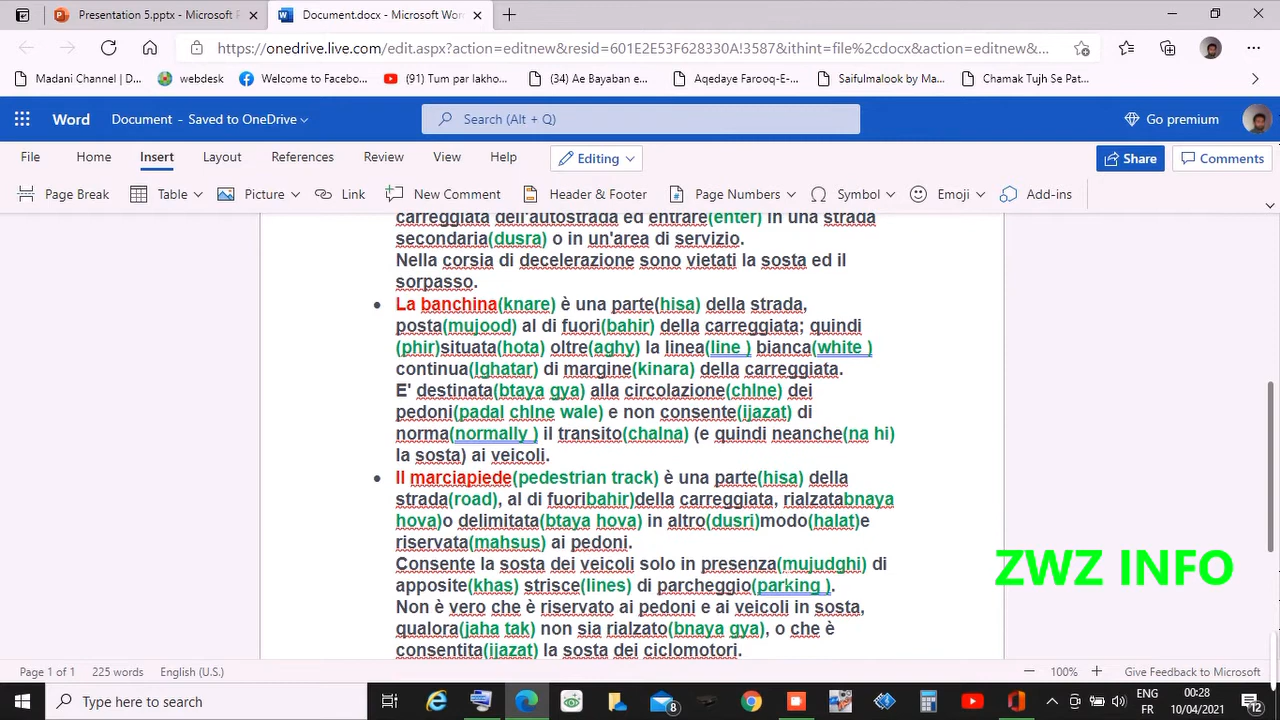 Presentation 5.pptx - Microsoft P
Document.docx - Microsoft Word
https://onedrive.live.com/edit.aspx?action=editnew&resid=601E2E53F628330A!3587&ithint=file%2cdocx&action=editnew&...
Madani Channel | D...
webdesk
Welcome to Facebo...
(91) Tum par lakho...
(34) Ae Bayaban e...
Aqedaye Farooq-E-...
Saifulmalook by Ma...
Chamak Tujh Se Pat...
Word
Document - Saved to OneDrive
Search (Alt + Q)
Go premium
File
Home
Insert
Layout
References
Review
View
Help
Editing
Share
Comments
Page Break
Table
Picture
Link
New Comment
Header & Footer
Page Numbers
Symbol
Emoji
Add-ins
carreggiata dell'autostrada ed entrare(enter) in una strada
secondaria(dusra) o in un'area di servizio.
Nella corsia di decelerazione sono vietati la sosta ed il
sorpasso.
La banchina(knare) è una parte(hisa) della strada,
posta(mujood) al di fuori(bahir) della carreggiata; quindi
(phir)situata(hota) oltre(aghy) la linea(line ) bianca(white )
continua(lghatar) di margine(kinara) della carreggiata.
E' destinata(btaya gya) alla circolazione(chlne) dei
pedoni(padal chlne wale) e non consente(ijazat) di
norma(normally ) il transito(chalna) (e quindi neanche(na hi)
la sosta) ai veicoli.
Il marciapiede(pedestrian track) è una parte(hisa) della
strada(road), al di fuoribahir)della carreggiata, rialzatabnaya
hova)o delimitata(btaya hova) in altro(dusri)modo(halat)e
riservata(mahsus) ai pedoni.
Consente la sosta dei veicoli solo in presenza(mujudghi) di
apposite(khas) strisce(lines) di parcheggio(parking ).
Non è vero che è riservato ai pedoni e ai veicoli in sosta,
qualora(jaha tak) non sia rialzato(bnaya gya), o che è
consentita(ijazat) la sosta dei ciclomotori.
ZWZ INFO
Page 1 of 1
225 words
English (U.S.)
100%
Give Feedback to Microsoft
Type here to search
8
ENG
FR
00:28
10/04/2021
12